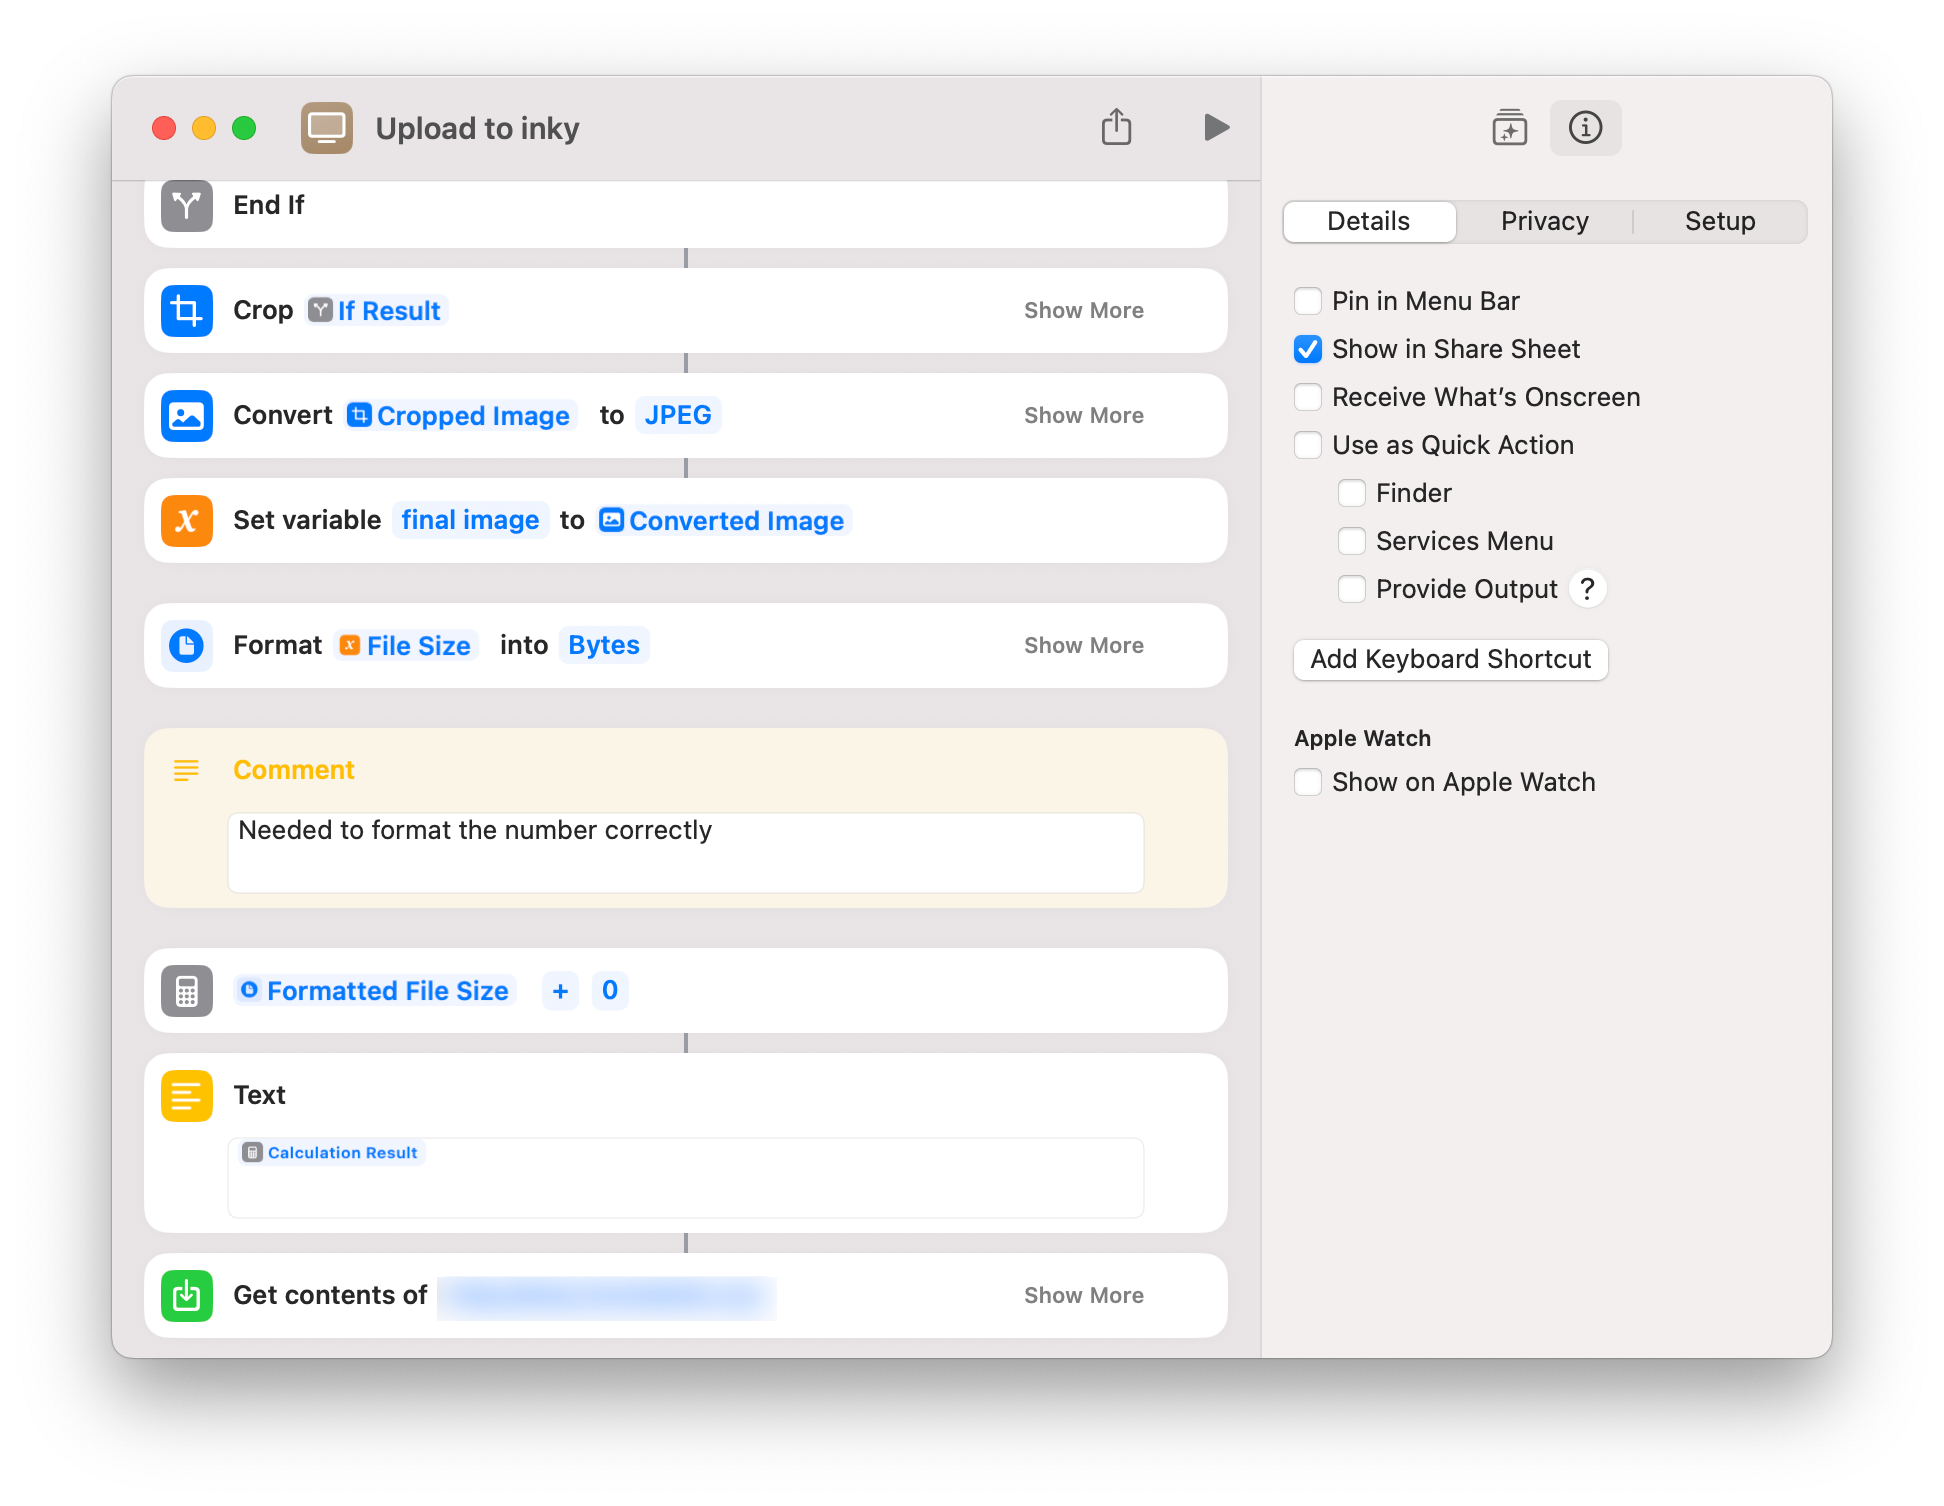 Upload to inky
End If
Crop If Result Show More
Convert Cropped Image to JPEG Show More
Set variable final image to Converted Image
Format File Size into Bytes Show More
Comment
Needed to format the number correctly
Formatted File Size + 0
Text
Calculation Result
Get contents of Show More
Details Privacy Setup
Pin in Menu Bar
Show in Share Sheet
Receive What’s Onscreen
Use as Quick Action
Finder
Services Menu
Provide Output ?
Add Keyboard Shortcut
Apple Watch
Show on Apple Watch